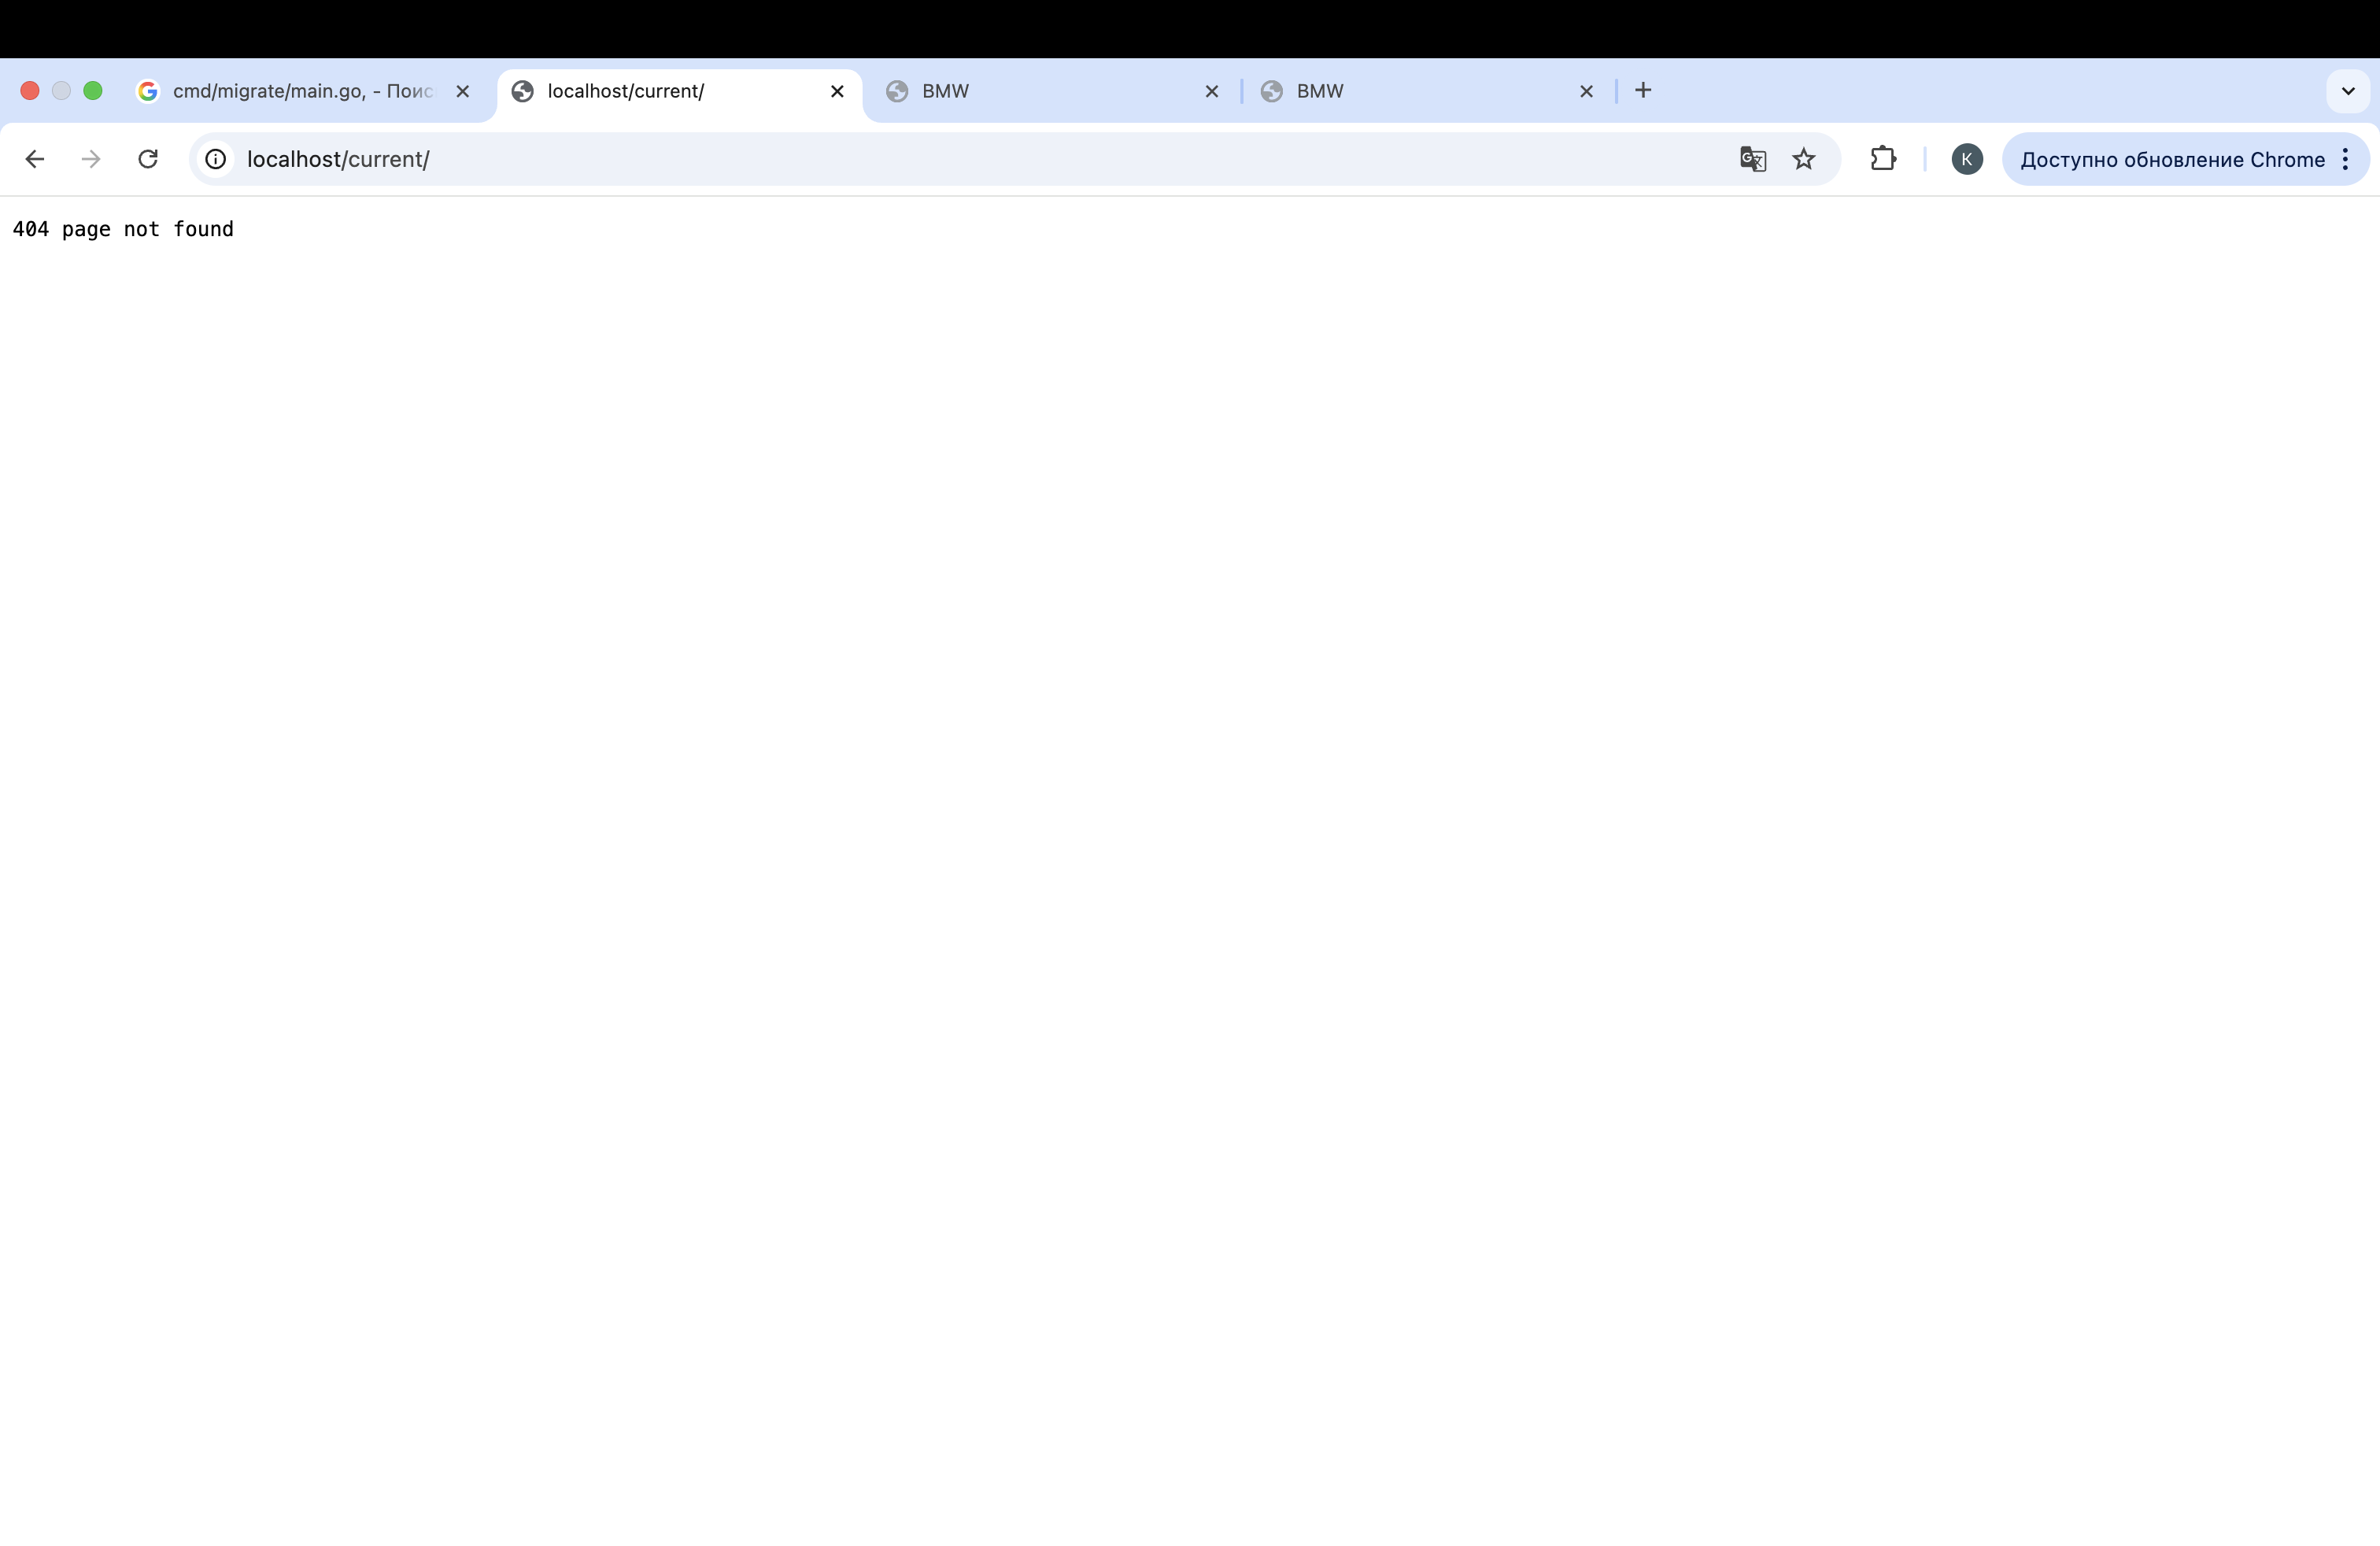 cmd/migrate/main.go, - Поис
localhost/current/
BMW
BMW
localhost/current/
K
Доступно обновление Chrome
404 page not found